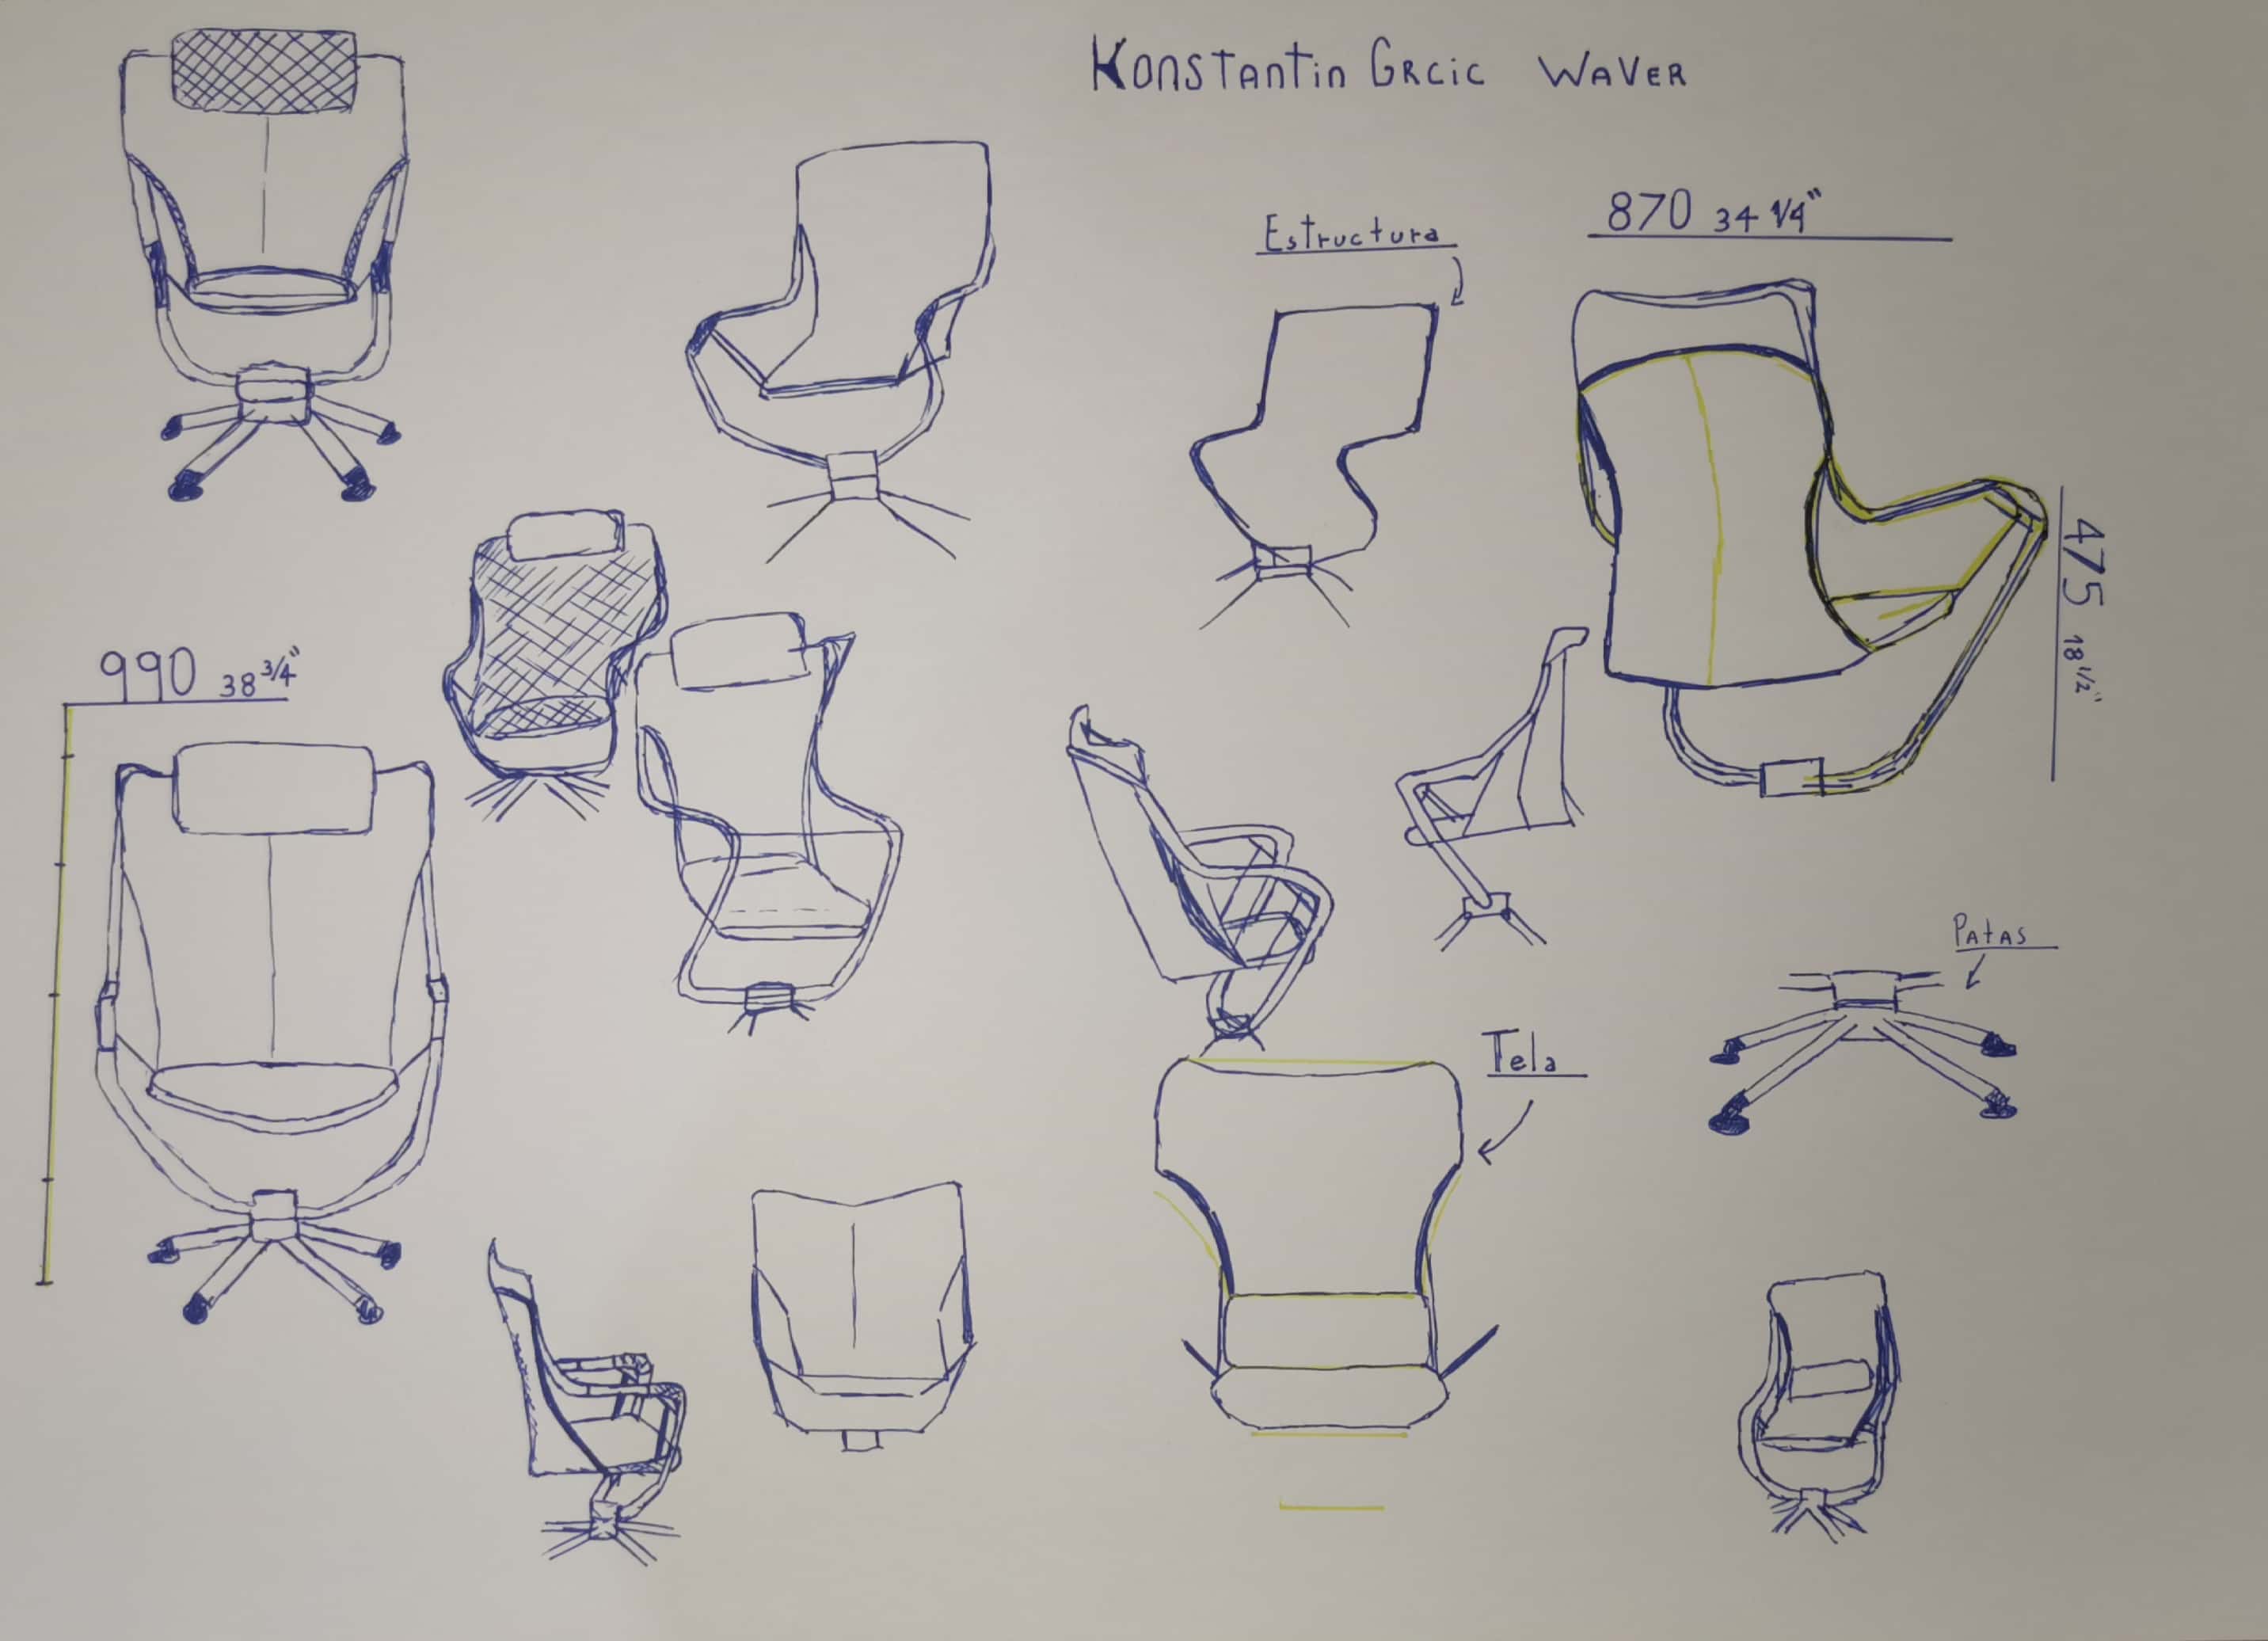 Konstantin Grcic Waver
Estructura
870 34 1/4"
475 18 1/2"
990 38 3/4"
Patas
Tela